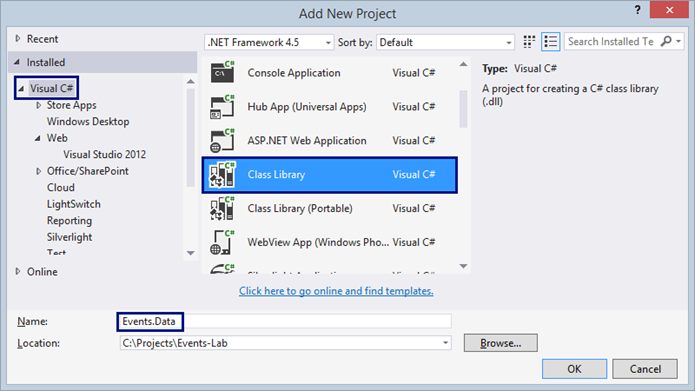 Add New Project
?
Recent
Installed
Visual C#
Store Apps
Windows Desktop
Web
Visual Studio 2012
Office/SharePoint
Cloud
LightSwitch
Reporting
Silverlight
Test
Online
.NET Framework 4.5
Sort by: Default
Search Installed Te
Console Application Visual C#
Hub App (Universal Apps) Visual C#
ASP.NET Web Application Visual C#
Class Library Visual C#
Class Library (Portable) Visual C#
WebView App (Windows Pho... Visual C#
Silverlight Application Visual C#
Click here to go online and find templates.
Type: Visual C#
A project for creating a C# class library
(.dll)
Name: Events.Data
Location: C:\Projects\Events-Lab
Browse...
OK Cancel